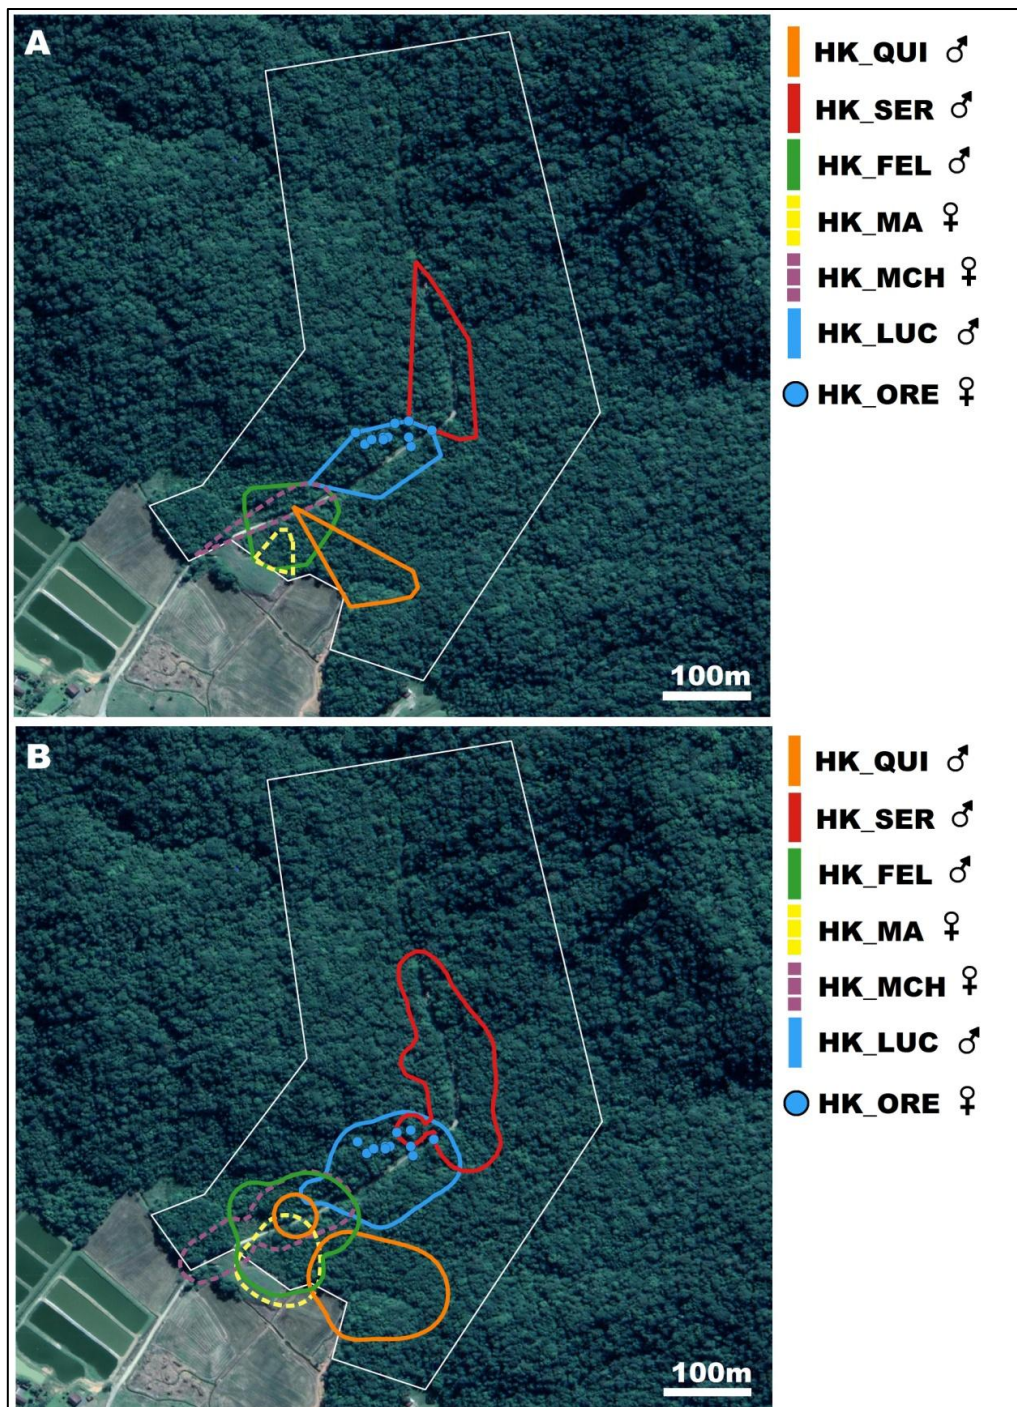 A
HK_QUI ♂
HK_SER ♂
HK_FEL ♂
HK_MA ♀
HK_MCH ♀
HK_LUC ♂
HK_ORE ♀
100m
B
HK_QUI ♂
HK_SER ♂
HK_FEL ♂
HK_MA ♀
HK_MCH ♀
HK_LUC ♂
HK_ORE ♀
100m